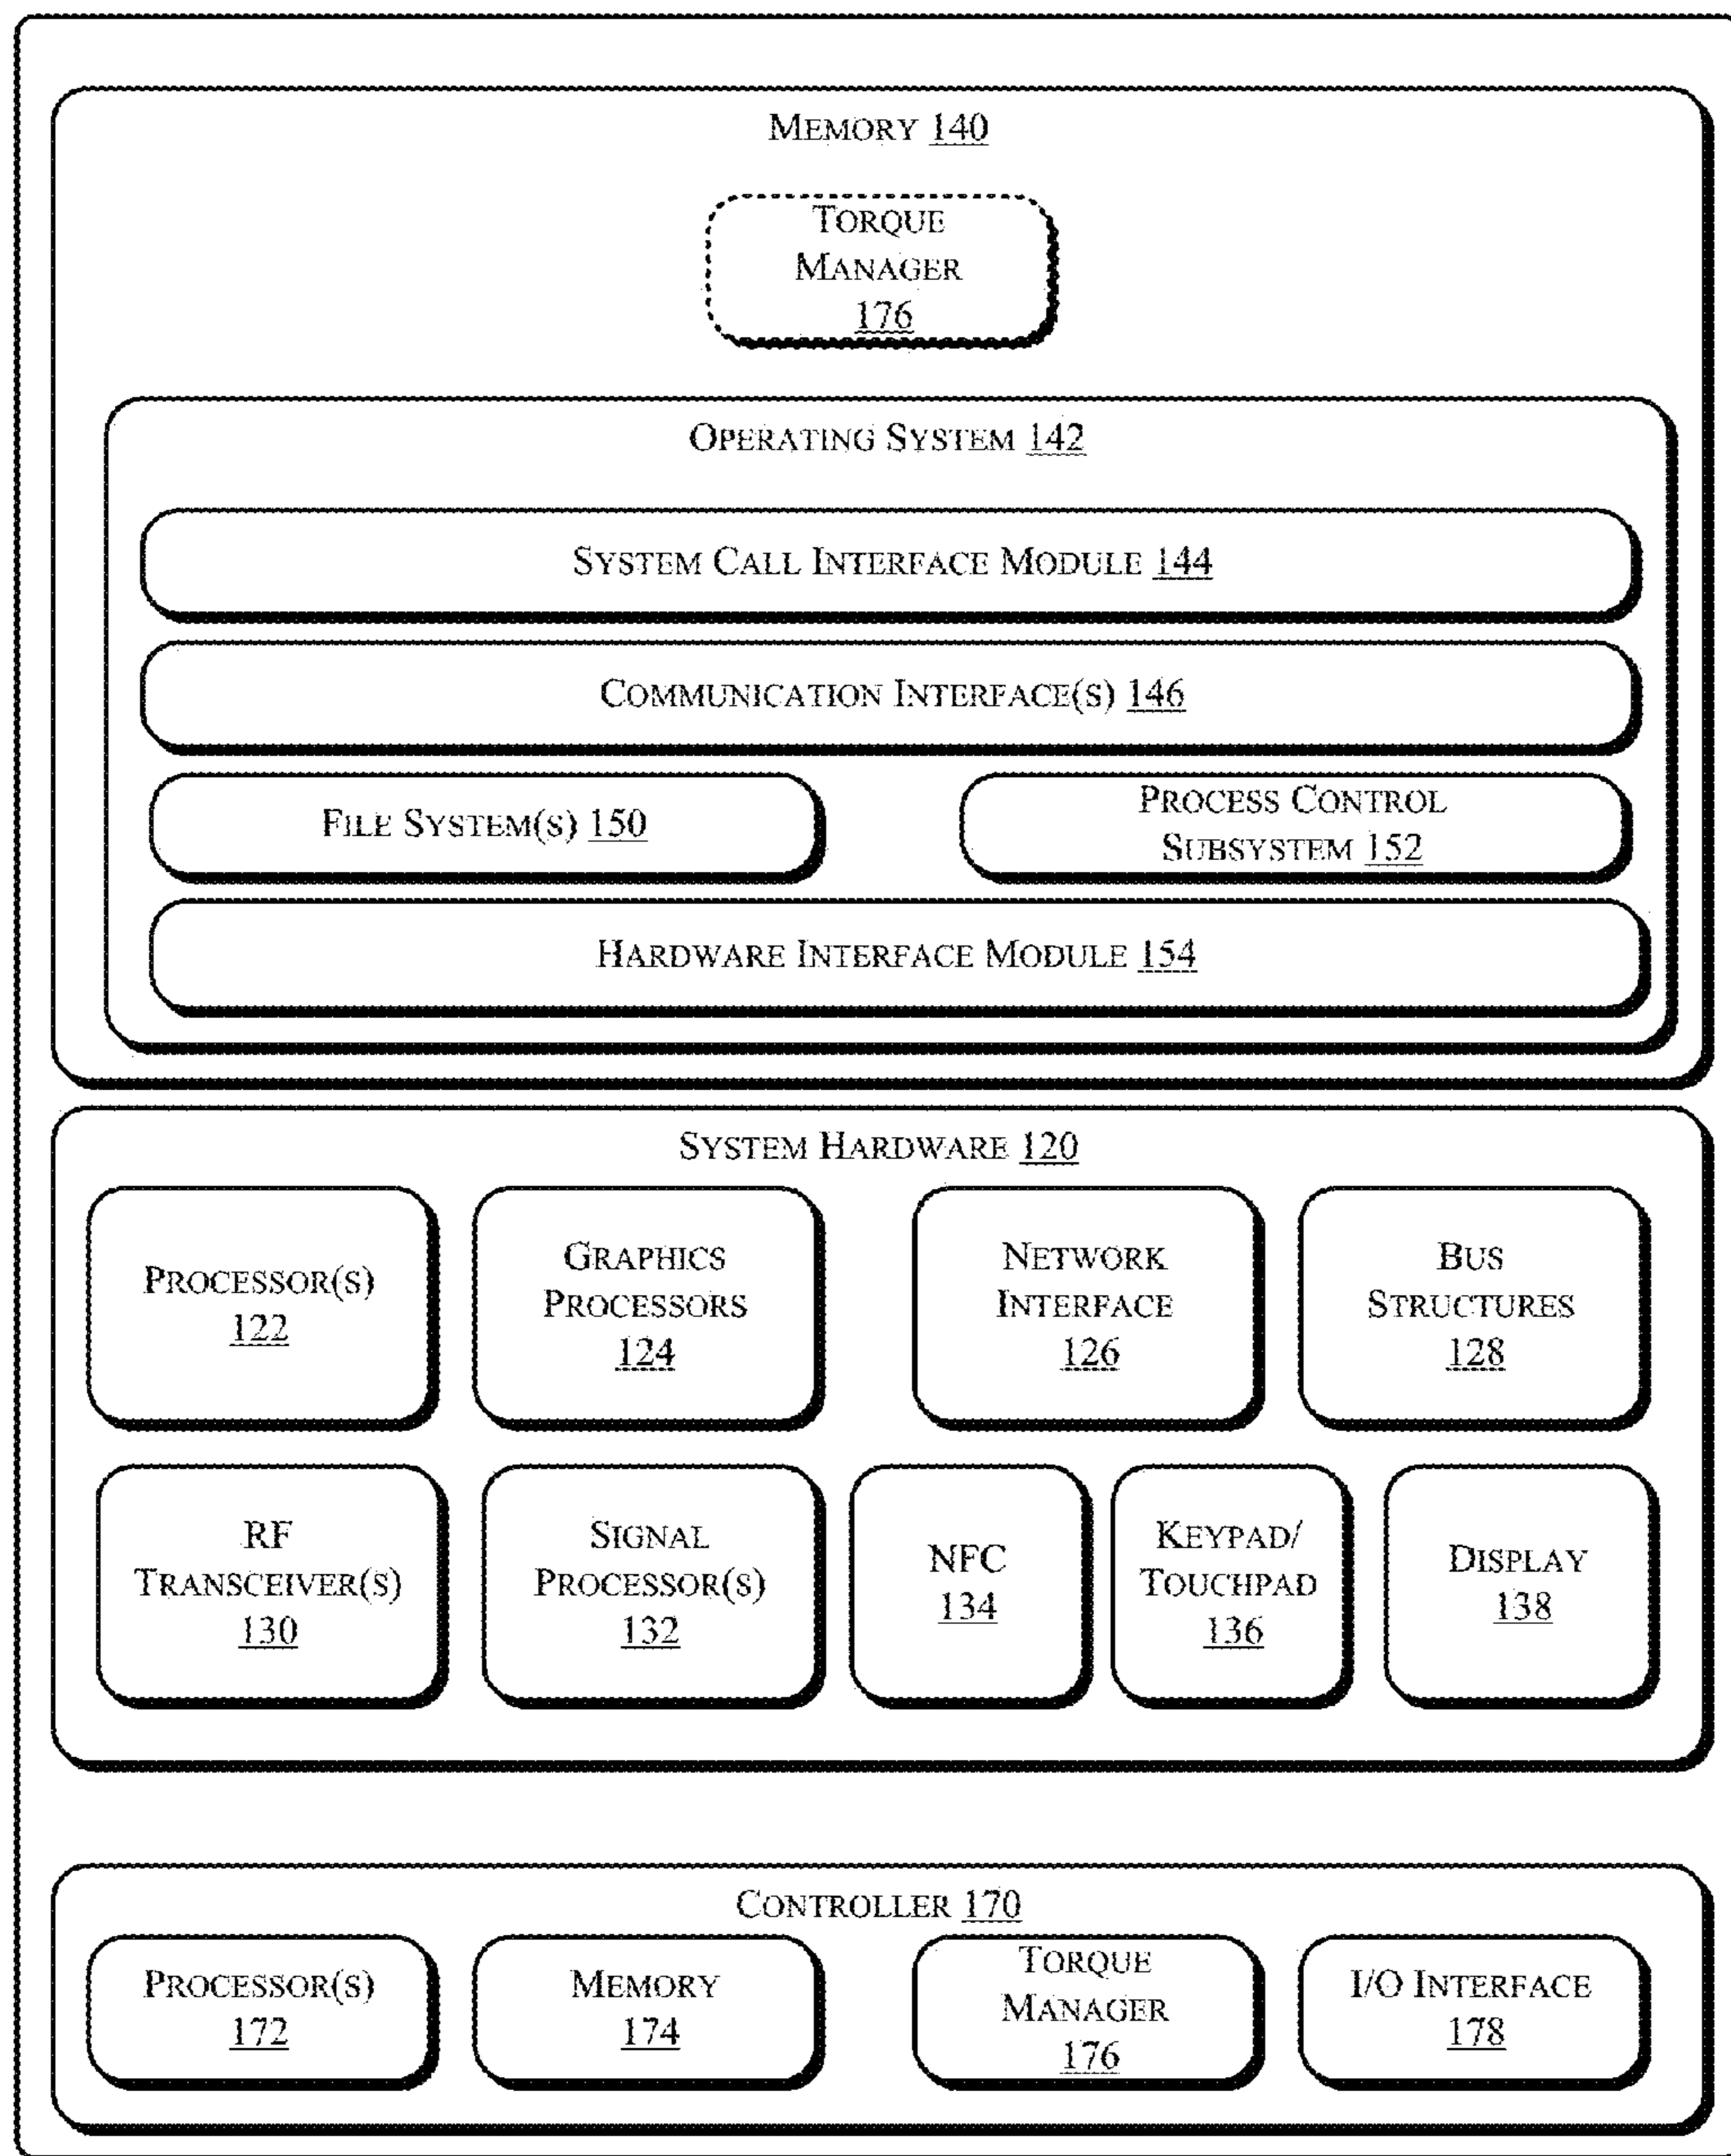 MEMORY 140
TORQUE
MANAGER
176
OPERATING SYSTEM 142
SYSTEM CALL INTERFACE MODULE 144
COMMUNICATION INTERFACE(S) 146
FILE SYSTEM(S) 150
PROCESS CONTROL
SUBSYSTEM 152
HARDWARE INTERFACE MODULE 154
SYSTEM HARDWARE 120
PROCESSOR(S)
122
GRAPHICS
PROCESSORS
124
NETWORK
INTERFACE
126
BUS
STRUCTURES
128
RF
TRANSCEIVER(S)
130
SIGNAL
PROCESSOR(S)
132
NFC
134
KEYPAD/
TOUCHPAD
136
DISPLAY
138
CONTROLLER 170
PROCESSOR(S)
172
MEMORY
174
TORQUE
MANAGER
176
I/O INTERFACE
178